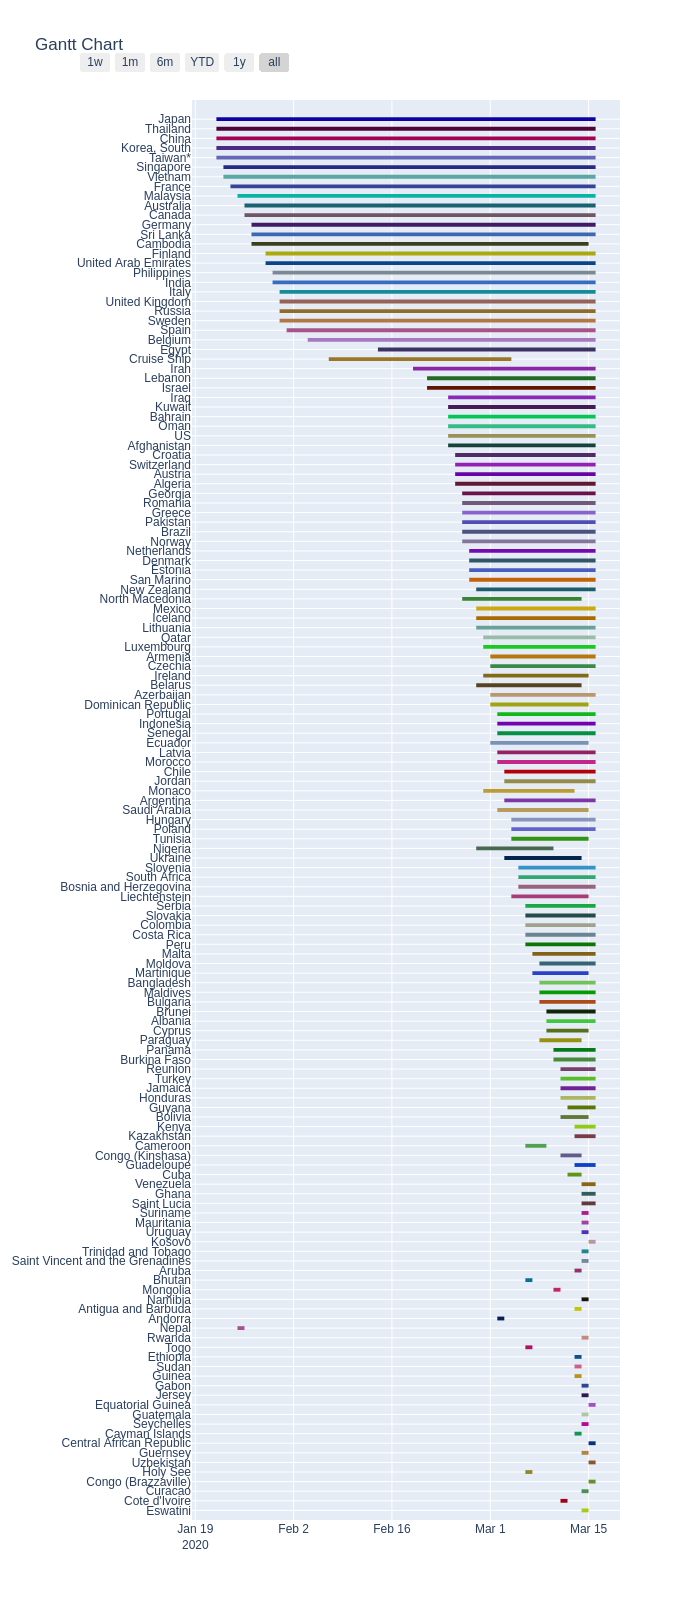 Gantt Chart
1w 1m 6m YTD 1y all
Japan
Thailand
China
Korea, South
Taiwan*
Singapore
Vietnam
France
Malaysia
Australia
Canada
Germany
Sri Lanka
Cambodia
Finland
United Arab Emirates
Philippines
India
Italy
United Kingdom
Russia
Sweden
Spain
Belgium
Egypt
Cruise Ship
Iran
Lebanon
Israel
Iraq
Kuwait
Bahrain
Oman
US
Afghanistan
Croatia
Switzerland
Austria
Algeria
Georgia
Romania
Greece
Pakistan
Brazil
Norway
Netherlands
Denmark
Estonia
San Marino
New Zealand
North Macedonia
Mexico
Iceland
Lithuania
Qatar
Luxembourg
Armenia
Czechia
Ireland
Belarus
Azerbaijan
Dominican Republic
Portugal
Indonesia
Senegal
Ecuador
Latvia
Morocco
Chile
Jordan
Monaco
Argentina
Saudi Arabia
Hungary
Poland
Tunisia
Nigeria
Ukraine
Slovenia
South Africa
Bosnia and Herzegovina
Liechtenstein
Serbia
Slovakia
Colombia
Costa Rica
Peru
Malta
Moldova
Martinique
Bangladesh
Maldives
Bulgaria
Brunei
Albania
Cyprus
Paraguay
Panama
Burkina Faso
Reunion
Turkey
Jamaica
Honduras
Guyana
Bolivia
Kenya
Kazakhstan
Cameroon
Congo (Kinshasa)
Guadeloupe
Cuba
Venezuela
Ghana
Saint Lucia
Suriname
Mauritania
Uruguay
Kosovo
Trinidad and Tobago
Saint Vincent and the Grenadines
Aruba
Bhutan
Mongolia
Namibia
Antigua and Barbuda
Andorra
Nepal
Rwanda
Togo
Ethiopia
Sudan
Guinea
Gabon
Jersey
Equatorial Guinea
Guatemala
Seychelles
Cayman Islands
Central African Republic
Guernsey
Uzbekistan
Holy See
Congo (Brazzaville)
Curacao
Cote d'Ivoire
Eswatini
Jan 19 Feb 2 Feb 16 Mar 1 Mar 15
2020